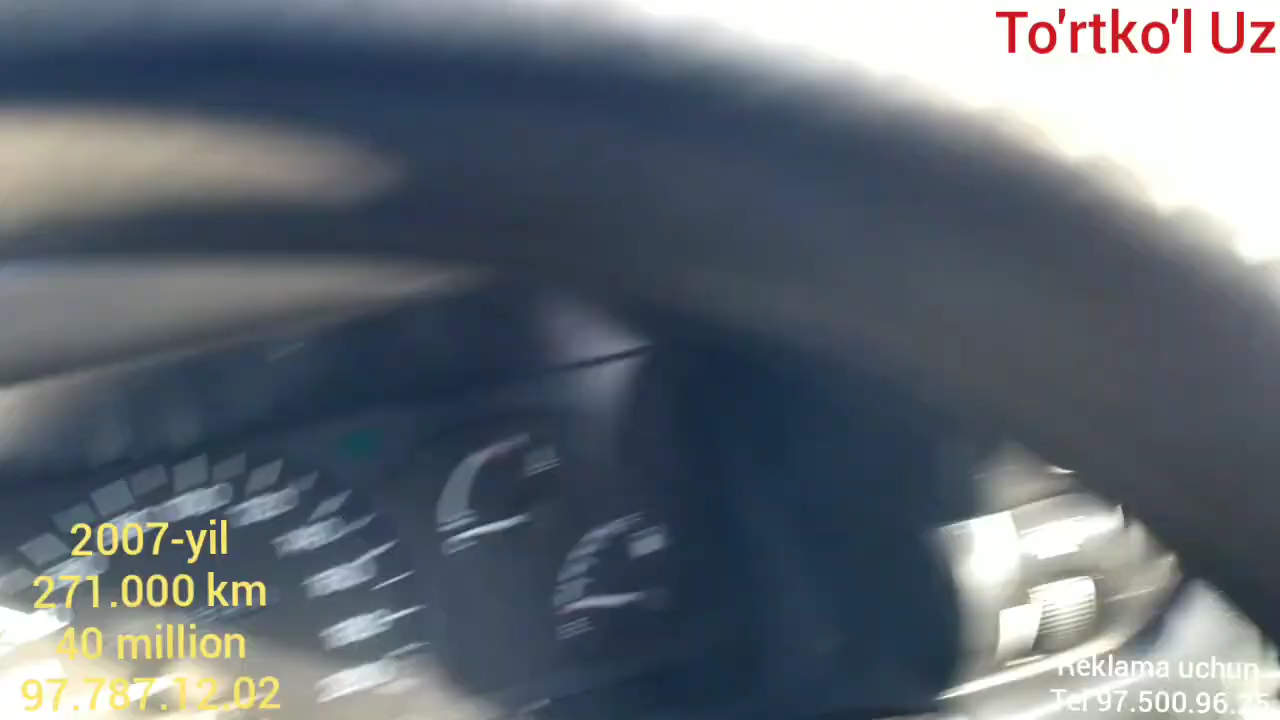 To'rtko'l Uz
2007-yil
271.000 km
40 million
97.787.12.02
Reklama uchun
Tel 97.500.96.25